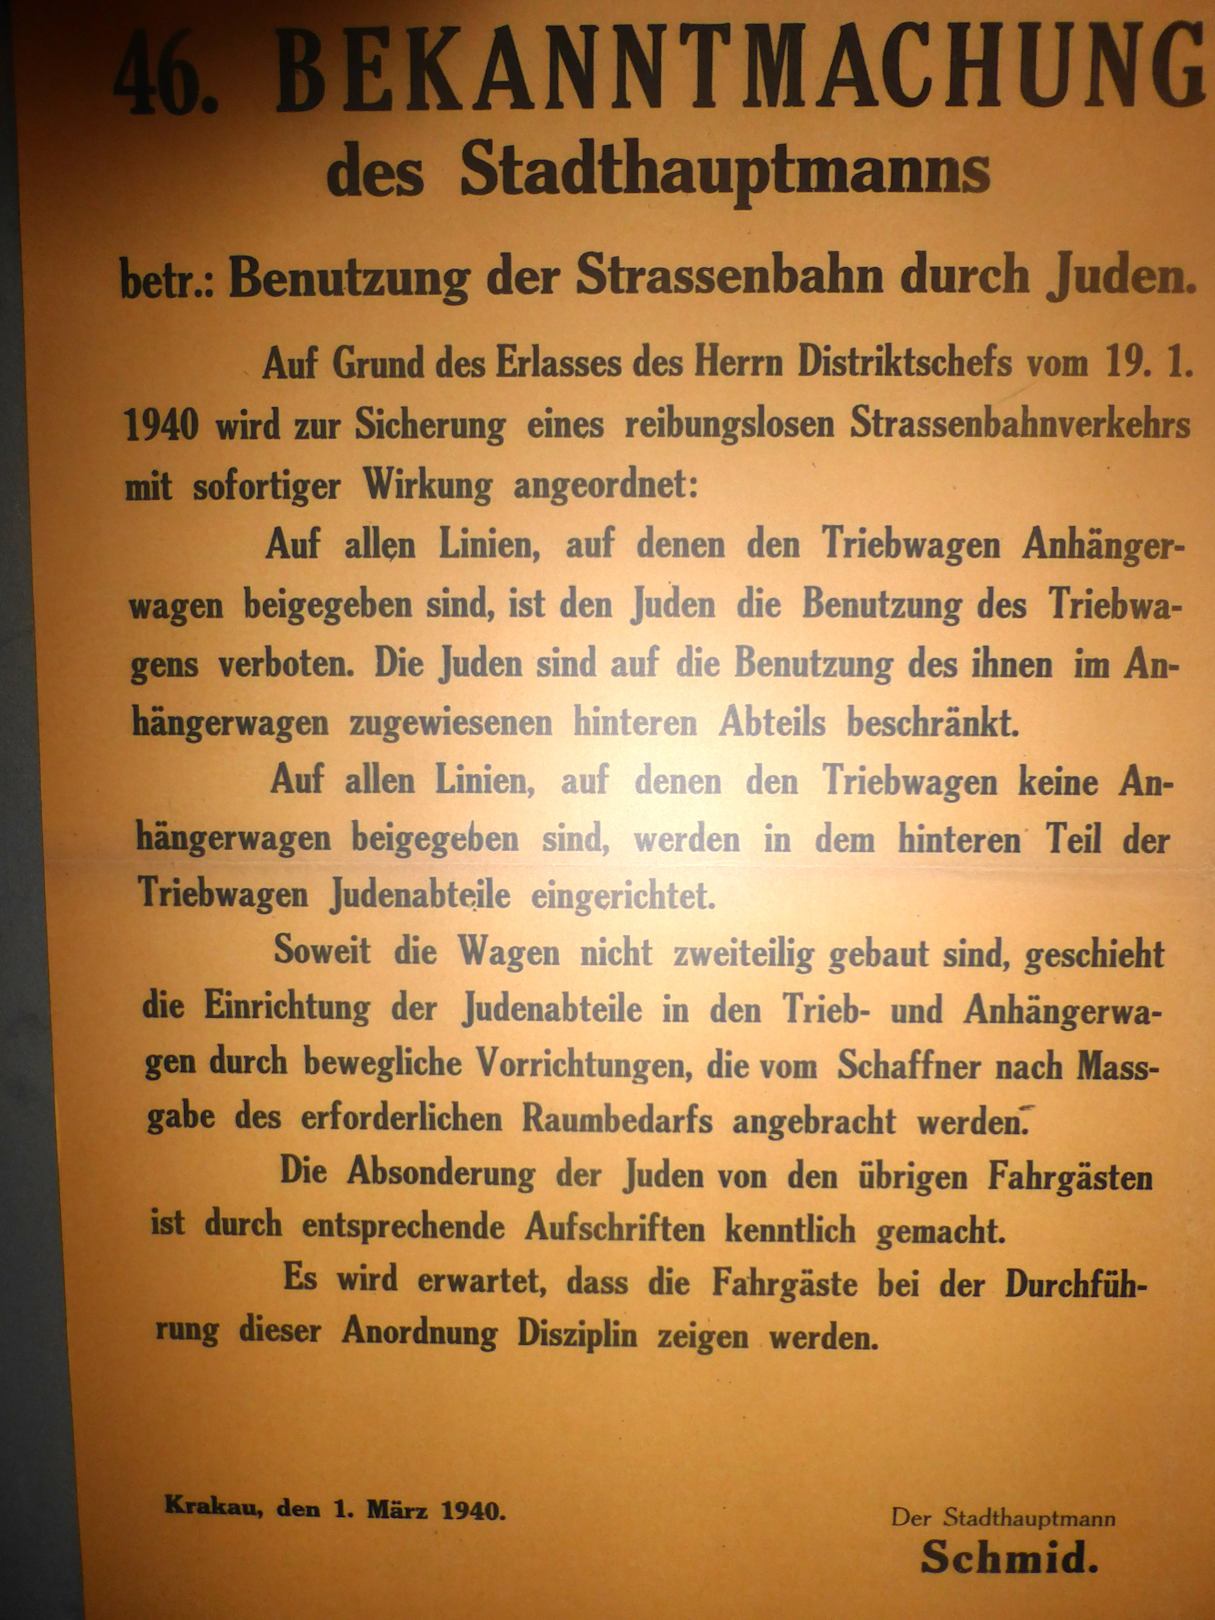 46. BEKANNTMACHUNG
des Stadthauptmanns
betr.: Benutzung der Strassenbahn durch Juden.
Auf Grund des Erlasses des Herrn Distriktschefs vom 19. 1.
1940 wird zur Sicherung eines reibungslosen Strassenbahnverkehrs
mit sofortiger Wirkung angeordnet:
Auf allen Linien, auf denen den Triebwagen Anhänger-
wagen beigegeben sind, ist den Juden die Benutzung des Triebwa-
gens verboten. Die Juden sind auf die Benutzung des ihnen im An-
hängerwagen zugewiesenen hinteren Abteils beschränkt.
Auf allen Linien, auf denen den Triebwagen keine An-
hängerwagen beigegeben sind, werden in dem hinteren Teil der
Triebwagen Judenabteile eingerichtet.
Soweit die Wagen nicht zweiteilig gebaut sind, geschieht
die Einrichtung der Judenabteile in den Trieb- und Anhängerwa-
gen durch bewegliche Vorrichtungen, die vom Schaffner nach Mass-
gabe des erforderlichen Raumbedarfs angebracht werden.
Die Absonderung der Juden von den übrigen Fahrgästen
ist durch entsprechende Aufschriften kenntlich gemacht.
Es wird erwartet, dass die Fahrgäste bei der Durchfüh-
rung dieser Anordnung Disziplin zeigen werden.
Krakau, den 1. März 1940.
Der Stadthauptmann
Schmid.